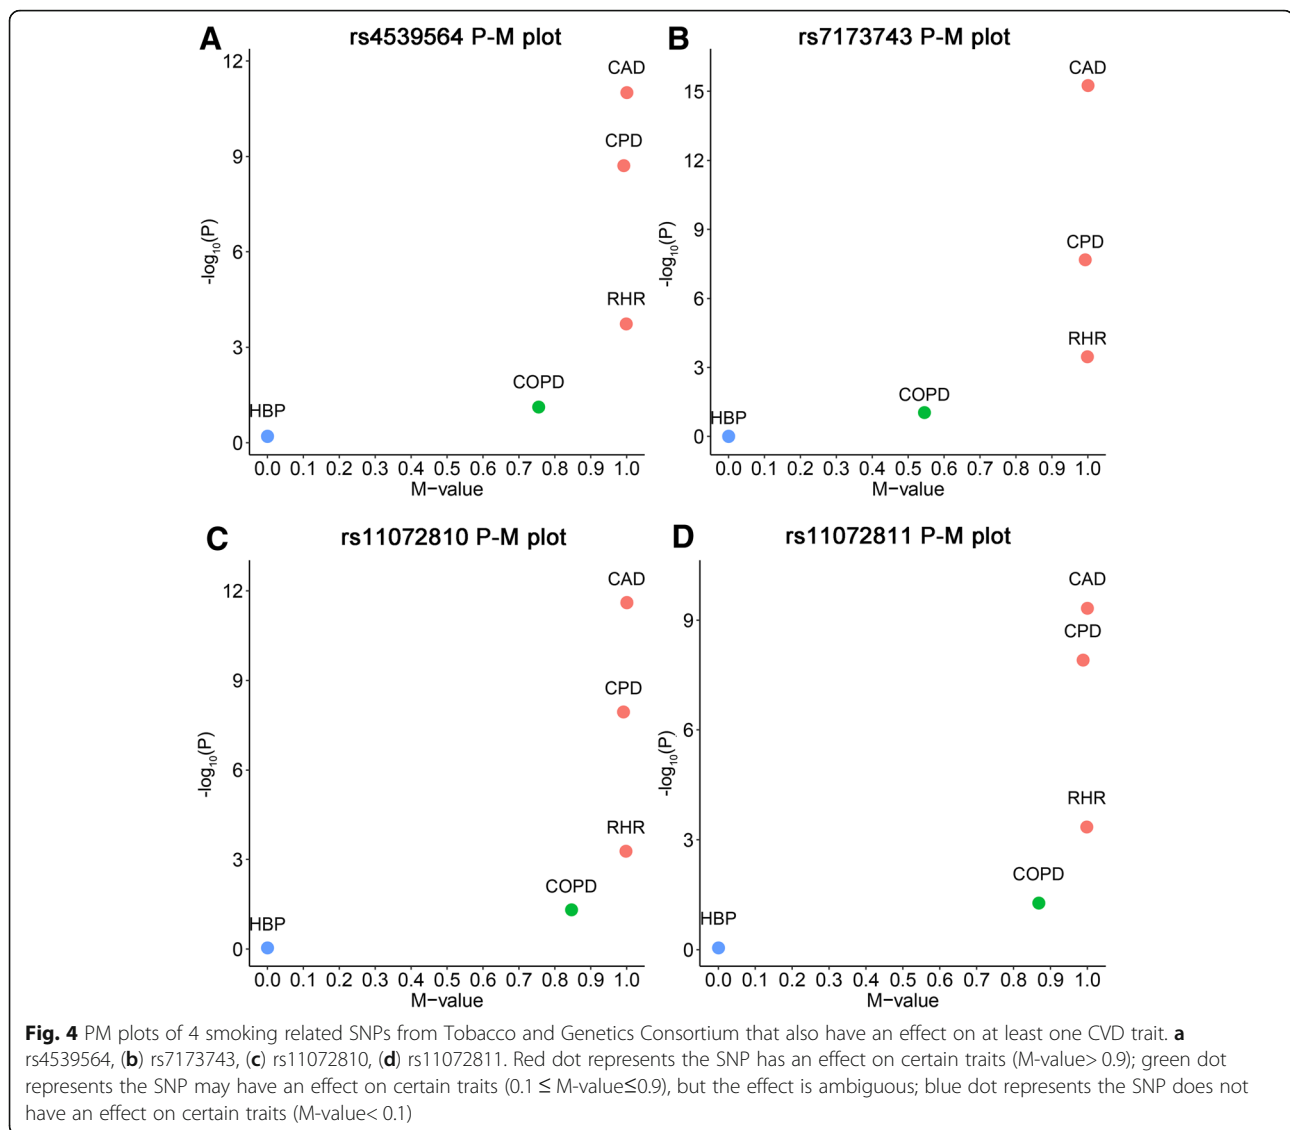 A
rs4539564 P-M plot
12
9
6
3
0
-log10(P)
CAD
CPD
RHR
COPD
HBP
0.0 0.1 0.2 0.3 0.4 0.5 0.6 0.7 0.8 0.9 1.0
M−value
B
rs7173743 P-M plot
15
12
9
6
3
0
-log10(P)
CAD
CPD
RHR
COPD
HBP
0.0 0.1 0.2 0.3 0.4 0.5 0.6 0.7 0.8 0.9 1.0
M−value
C
rs11072810 P-M plot
12
9
6
3
0
-log10(P)
CAD
CPD
RHR
COPD
HBP
0.0 0.1 0.2 0.3 0.4 0.5 0.6 0.7 0.8 0.9 1.0
M−value
D
rs11072811 P-M plot
9
6
3
0
-log10(P)
CAD
CPD
RHR
COPD
HBP
0.0 0.1 0.2 0.3 0.4 0.5 0.6 0.7 0.8 0.9 1.0
M−value
Fig. 4 PM plots of 4 smoking related SNPs from Tobacco and Genetics Consortium that also have an effect on at least one CVD trait. a
rs4539564, (b) rs7173743, (c) rs11072810, (d) rs11072811. Red dot represents the SNP has an effect on certain traits (M-value> 0.9); green dot
represents the SNP may have an effect on certain traits (0.1 ≤ M-value≤0.9), but the effect is ambiguous; blue dot represents the SNP does not
have an effect on certain traits (M-value< 0.1)